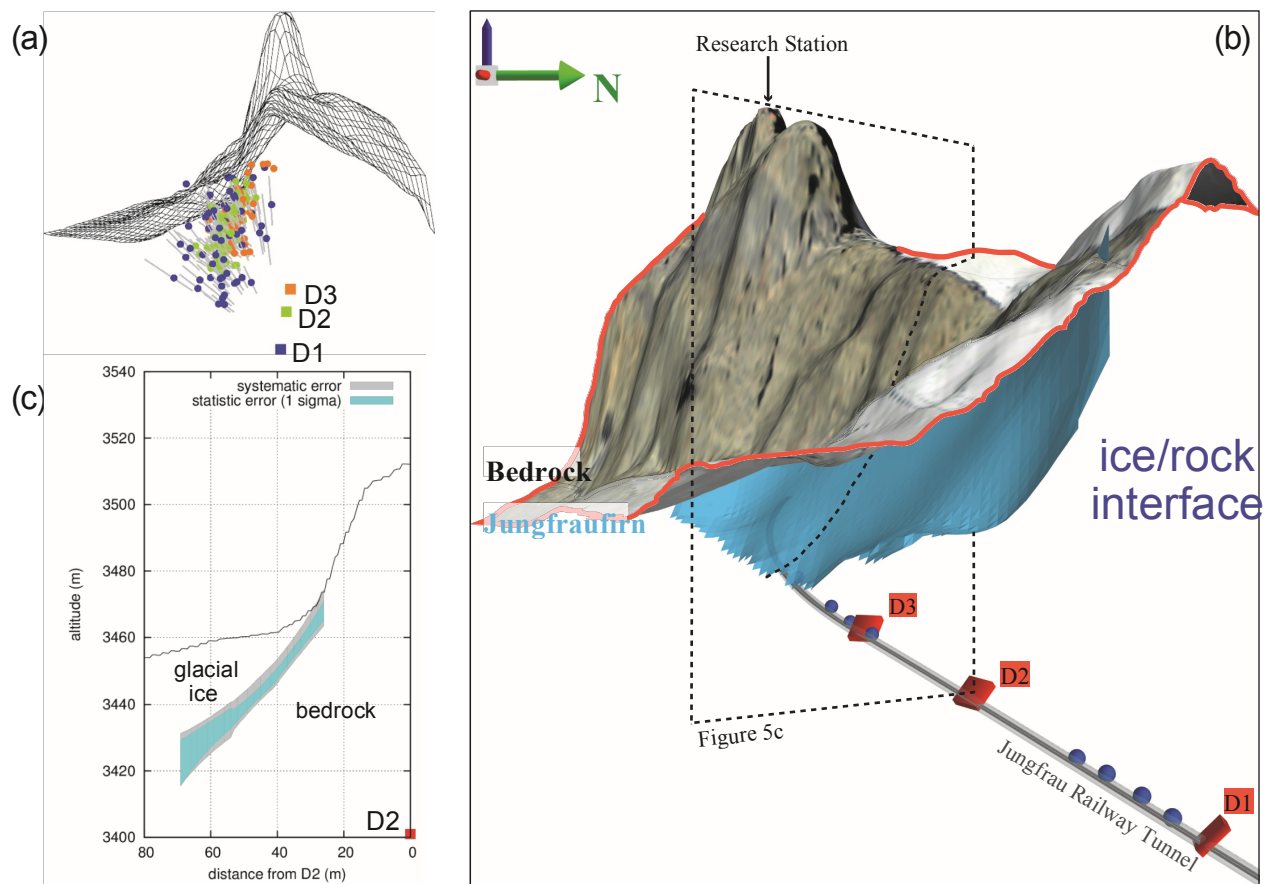 (a)
D3
D2
D1
(b)
N
Research Station
Bedrock
Jungfraufirn
ice/rock
interface
D3
D2
D1
Figure 5c
Jungfrau Railway Tunnel
(c)
systematic error
statistic error (1 sigma)
altitude (m)
3540
3520
3500
3480
3460
3440
3420
3400
glacial
ice
bedrock
D2
80 60 40 20 0
distance from D2 (m)